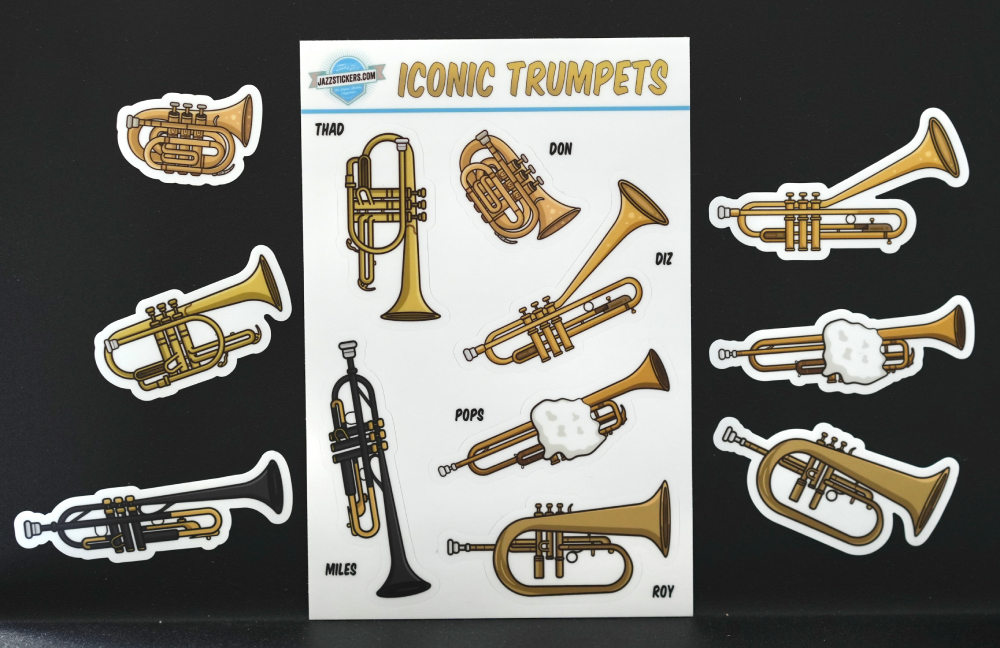 JAZZSTICKERS.COM
ICONIC TRUMPETS
THAD
DON
DIZ
POPS
MILES
ROY